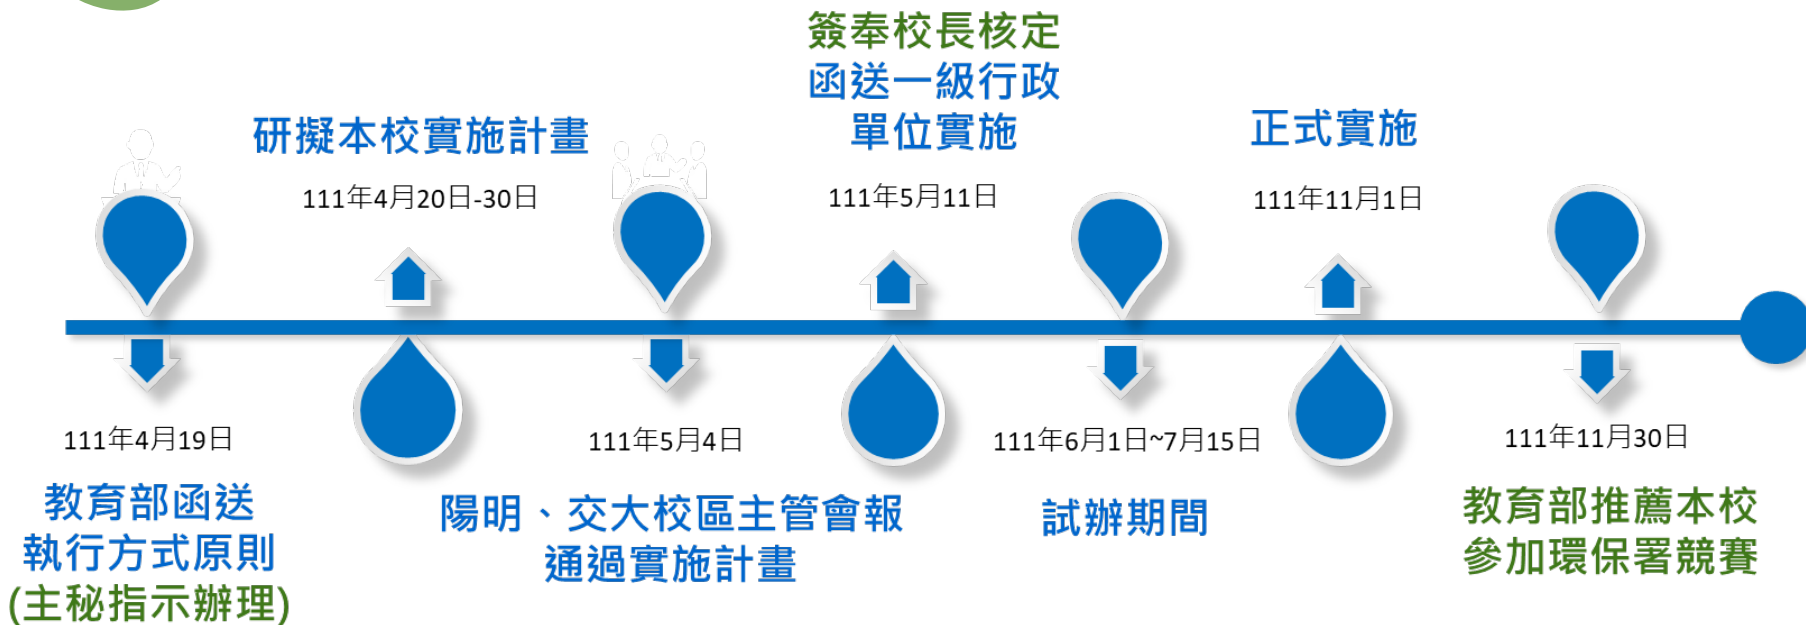 111年4月19日
教育部函送
執行方式原則
(主秘指示辦理)
研擬本校實施計畫
111年4月20日-30日
111年5月4日
陽明、交大校區主管會報
通過實施計畫
簽奉校長核定
函送一級行政
單位實施
111年5月11日
111年6月1日~7月15日
試辦期間
正式實施
111年11月1日
111年11月30日
教育部推薦本校
參加環保署競賽